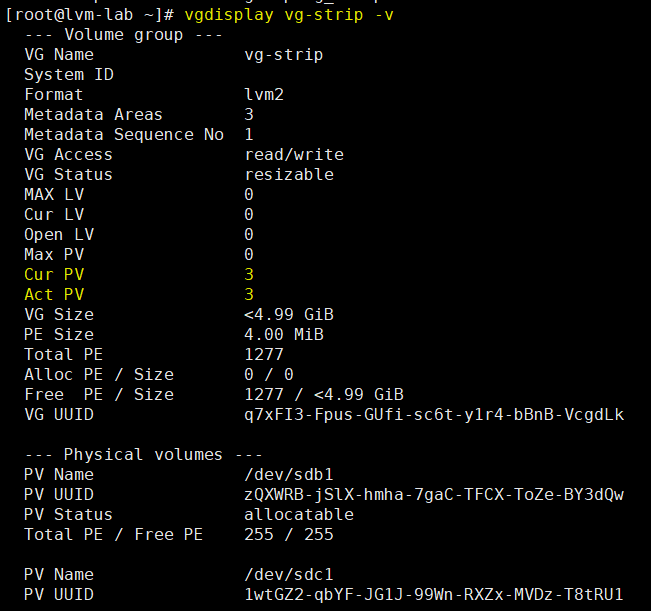 [root@lvm-lab ~]# vgdisplay vg-strip -v
--- Volume group ---
VG Name vg-strip
System ID
Format lvm2
Metadata Areas 3
Metadata Sequence No 1
VG Access read/write
VG Status resizable
MAX LV 0
Cur LV 0
Open LV 0
Max PV 0
Cur PV 3
Act PV 3
VG Size <4.99 GiB
PE Size 4.00 MiB
Total PE 1277
Alloc PE / Size 0 / 0
Free  PE / Size 1277 / <4.99 GiB
VG UUID q7xFI3-Fpus-GUfi-sc6t-y1r4-bBnB-VcgdLk
--- Physical volumes ---
PV Name /dev/sdb1
PV UUID zQXWRB-jSlX-hmha-7gaC-TFCX-ToZe-BY3dQw
PV Status allocatable
Total PE / Free PE 255 / 255
PV Name /dev/sdc1
PV UUID 1wtGZ2-qbYF-JG1J-99Wn-RXZx-MVDz-T8tRU1